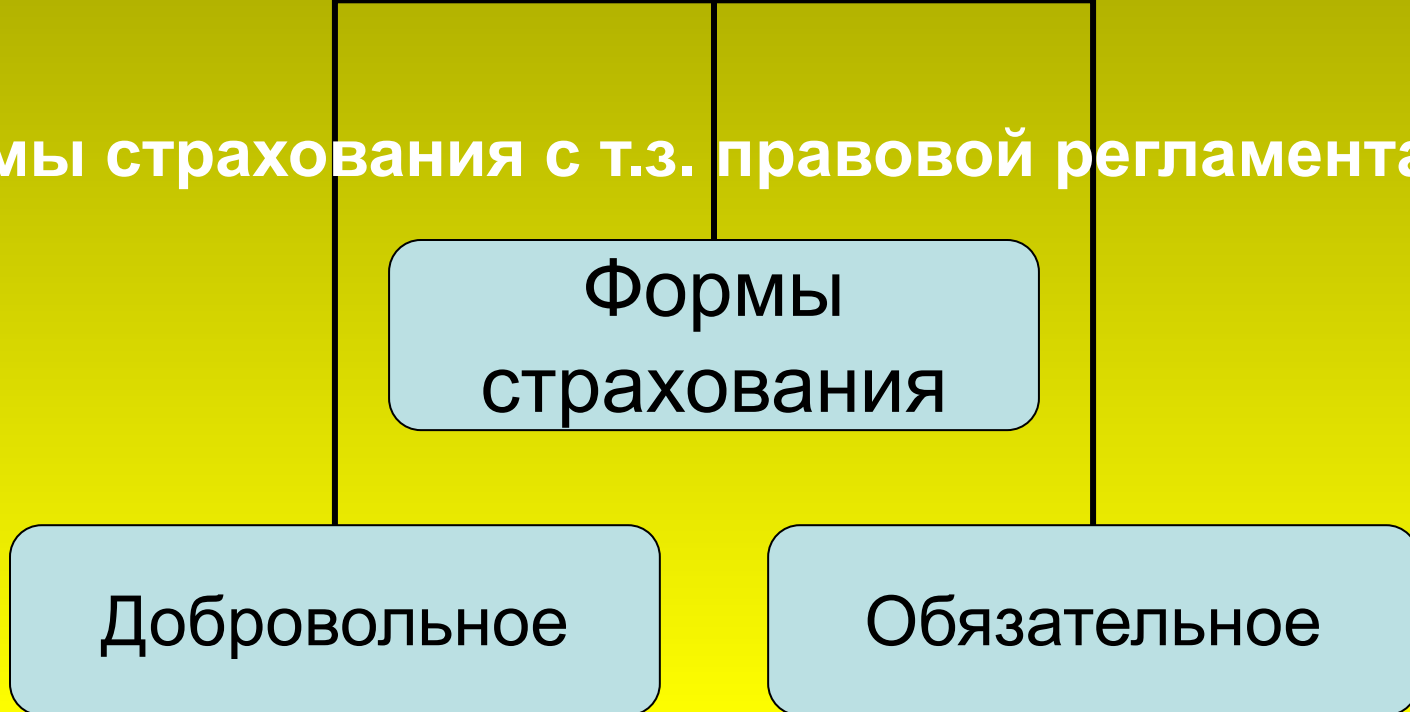 мы страхования с т.з. правовой регламента
Формы
страхования
Добровольное
Обязательное